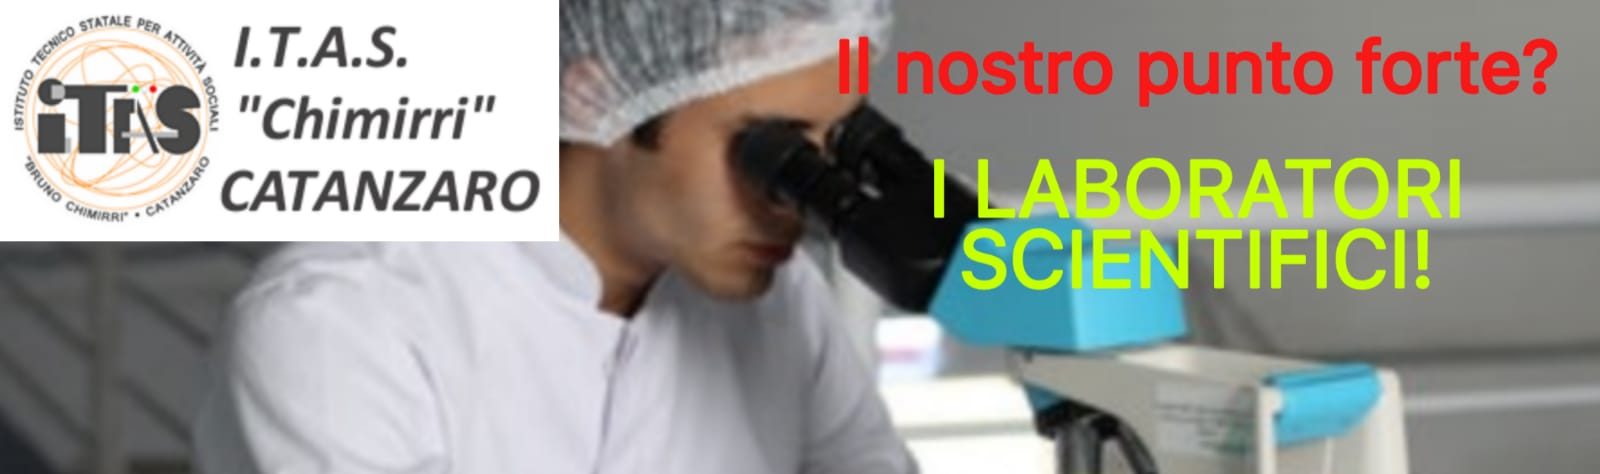 ISTITUTO TECNICO STATALE PER ATTIVITÀ SOCIALI
iTAS
"BRUNO CHIMIRRI" • CATANZARO
I.T.A.S.
"Chimirri"
CATANZARO
Il nostro punto forte?
I LABORATORI
SCIENTIFICI!